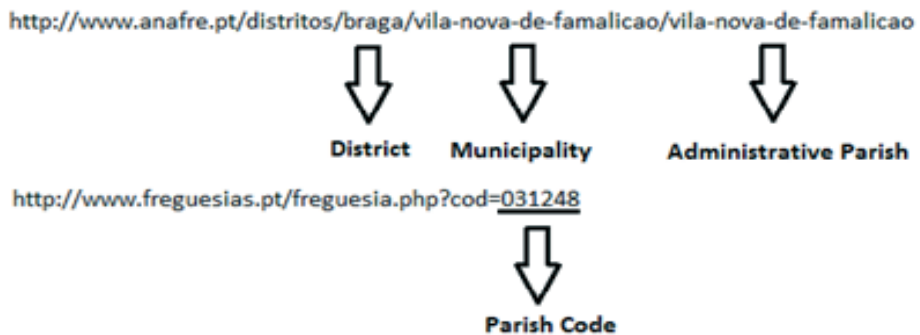 http://www.anafre.pt/distritos/braga/vila-nova-de-famalicao/vila-nova-de-famalicao
District Municipality Administrative Parish
http://www.freguesias.pt/freguesia.php?cod=031248
Parish Code